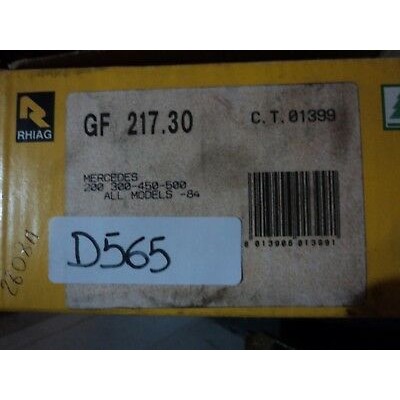 RHIAG
GF 217.30
C.T. 01399
MERCEDES
200 300-450-600
ALL MODELS -84
D565